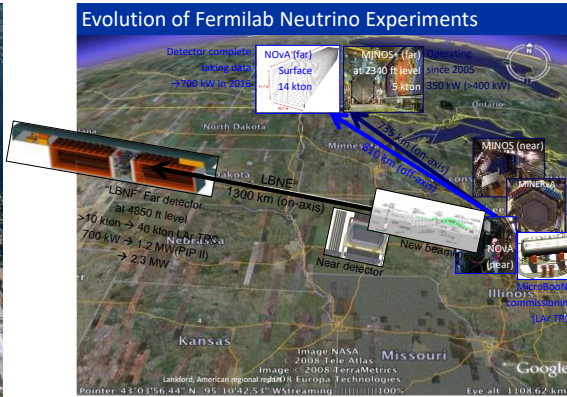 Evolution of Fermilab Neutrino Experiments
Detector complete
taking data
→700 kW in 2016
NOvA (far)
Surface
14 kton
MINOS+ (far)
at 2340 ft level
5 kton
Operating
since 2005
350 kW (>400 kW)
Ontario
North Dakota
Minnes
Dakota
735 km (on-axis)
810 km (off-axis)
MINOS (near)
MINERvA
LBNE
1300 km (on-axis)
"LBNF" Far detector
at 4850 ft level
>10 kton → 40 kton LAr TPC
700 kW → 1.2 MW(PIP II)
→ 2.3 MW
Nebraska
Near detector
New beamline
NOvA
(near)
MicroBooN
commissionin
(LAr TPC
Illinois
Kansas
Missouri
Image NASA
© 2008 Tele Atlas
Image © 2008 TerraMetrics
Lankford, American regional report
2008 Europa Technologies
Google
Pointer 43°03'56.44" N 95°10'42.53" W
Streaming ||||||||||100%
Eye alt 1108.62 km